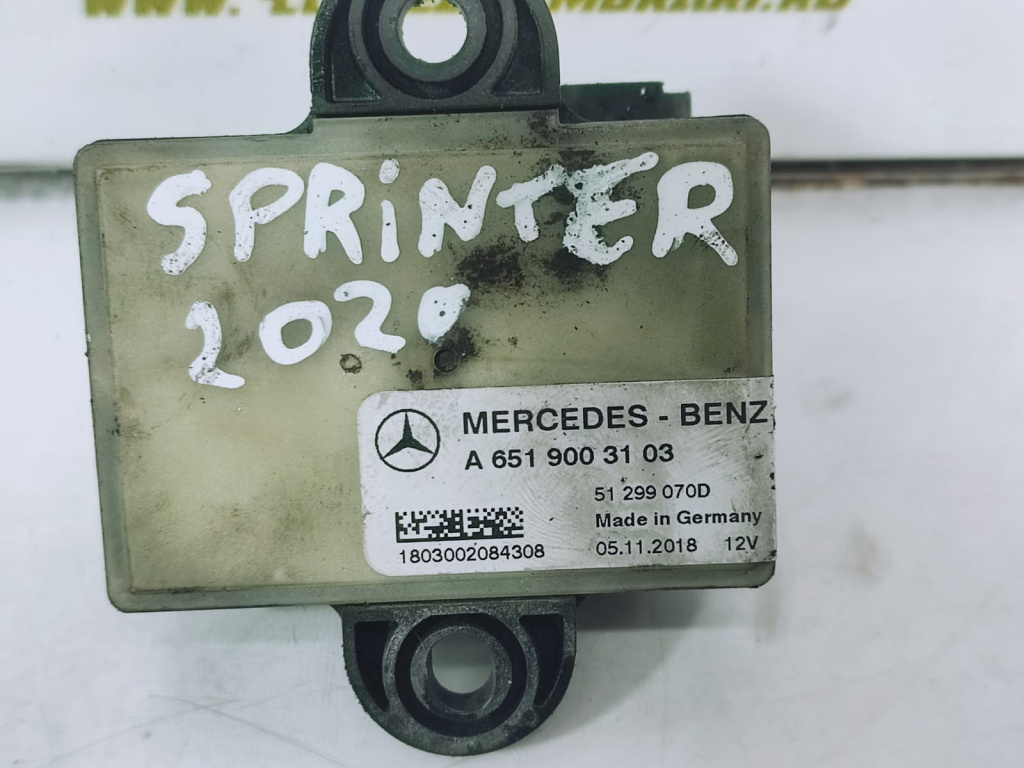 SPRiNTER
2020
MERCEDES - BENZ
A 651 900 31 03
51 299 070D
Made in Germany
1803002084308
05.11.2018 12V